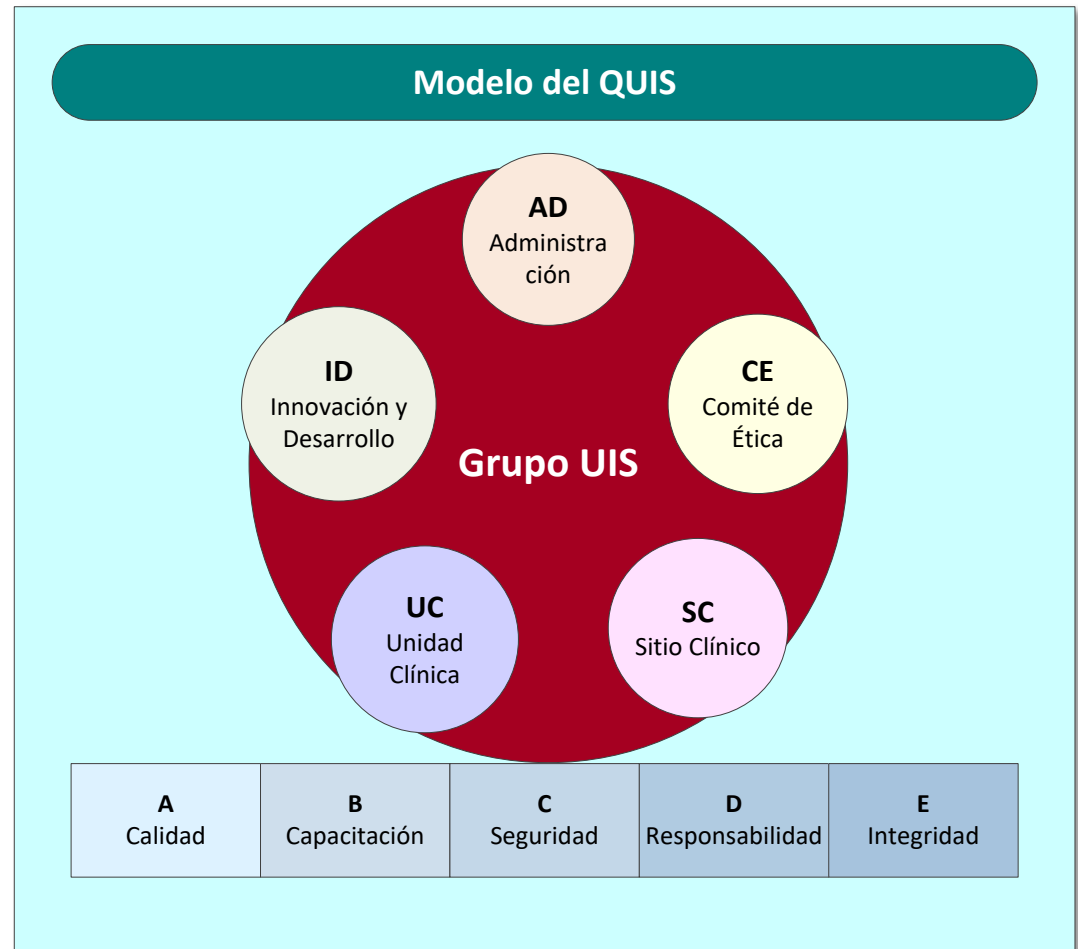 Modelo del QUIS
AD
Administra
ción
ID
Innovación y
Desarrollo
CE
Comité de
Ética
Grupo UIS
UC
Unidad
Clínica
SC
Sitio Clínico
A
Calidad
B
Capacitación
C
Seguridad
D
Responsabilidad
E
Integridad